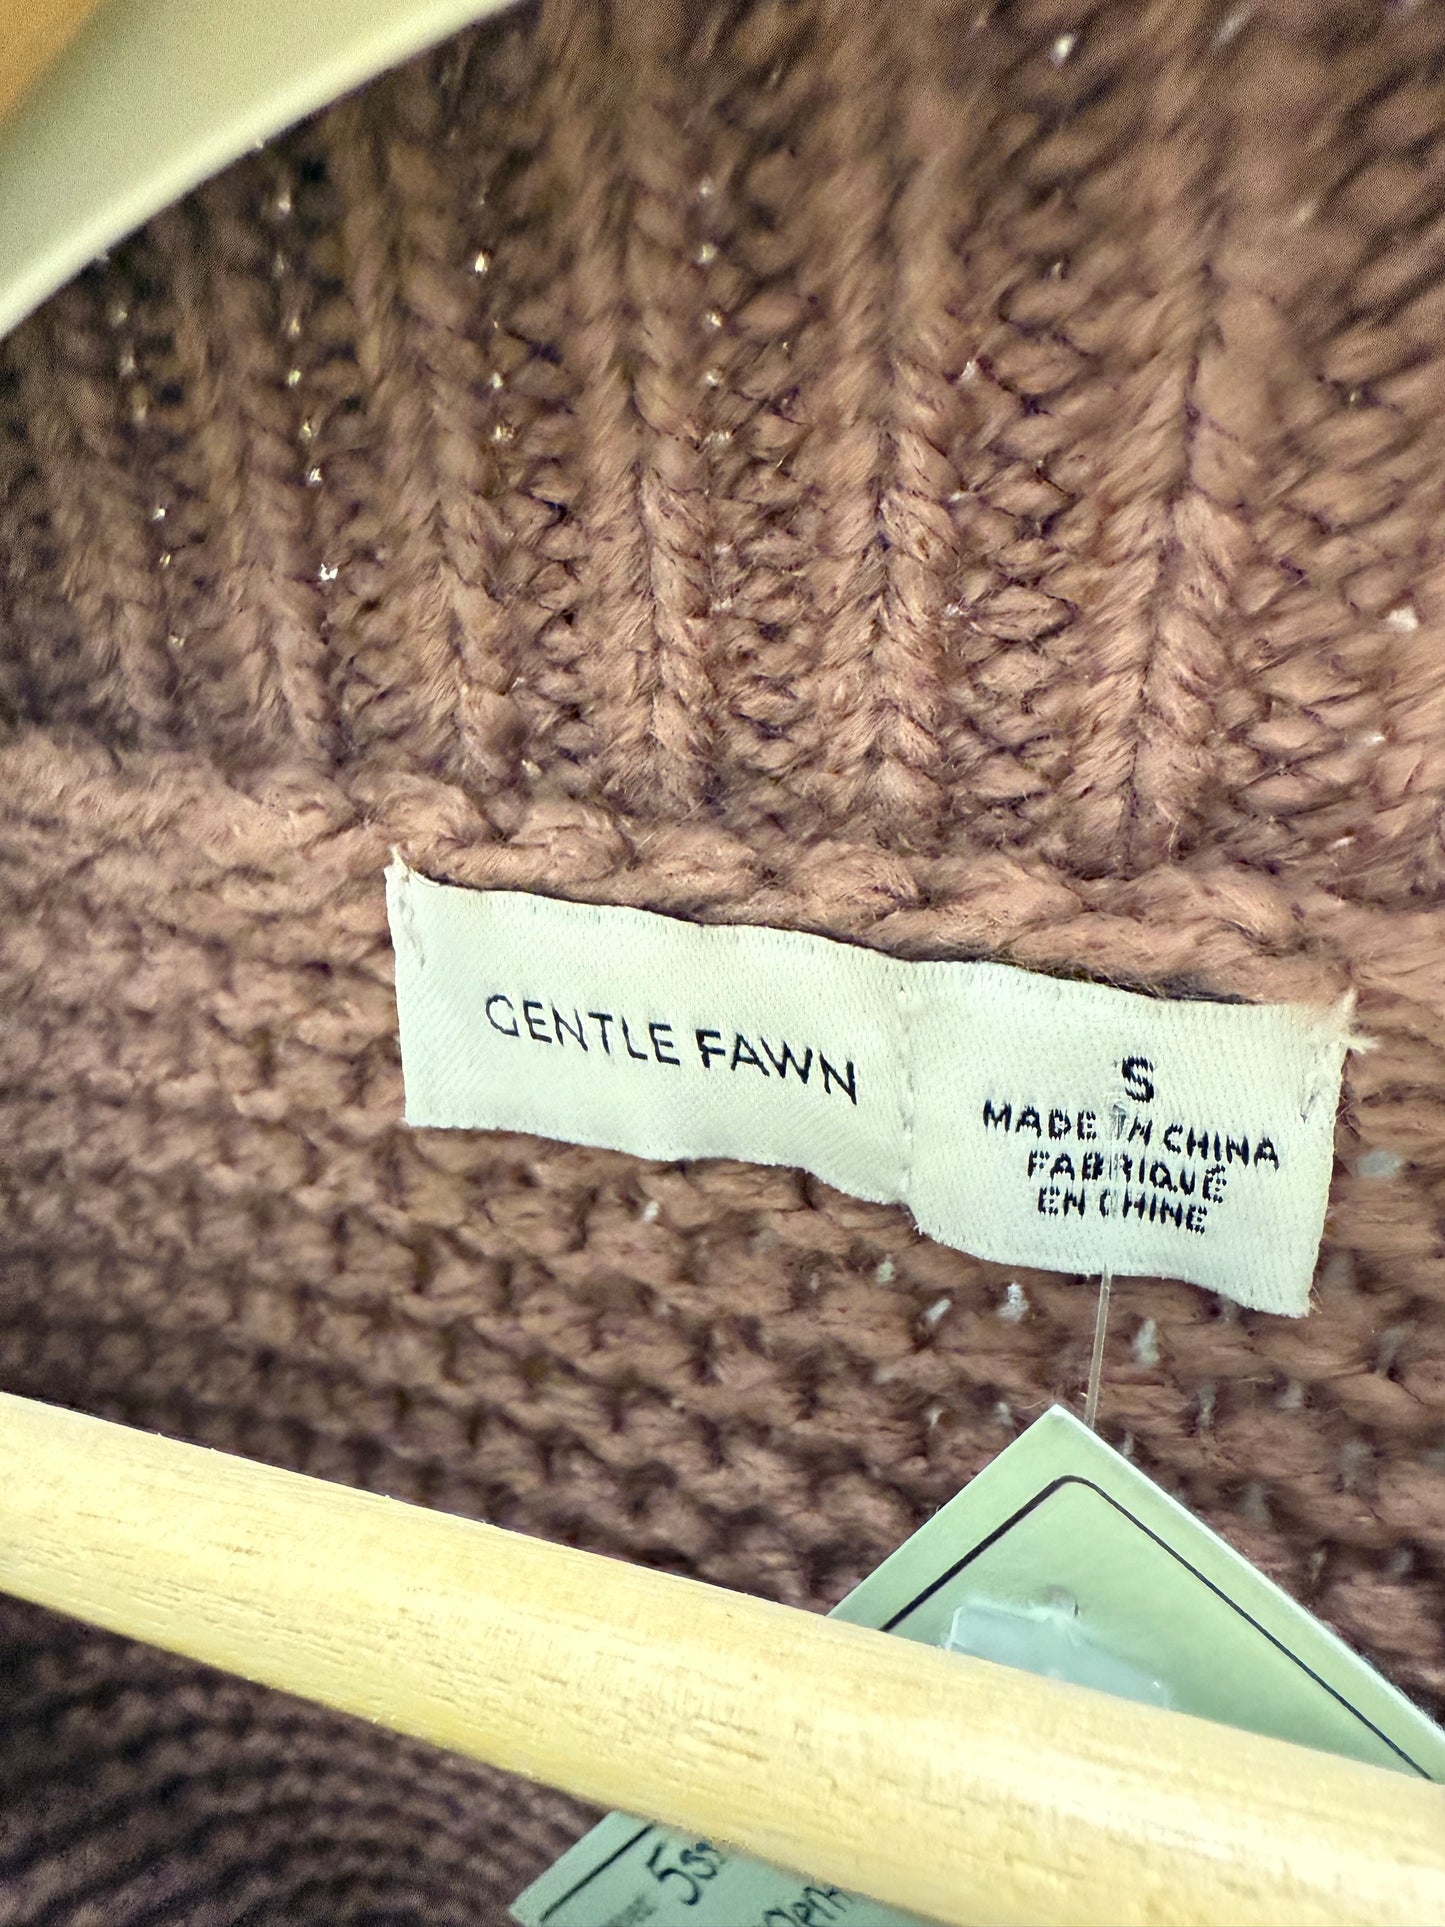 GENTLE FAWN
S
MADE IN CHINA
FABRIQUÉ
EN CHINE